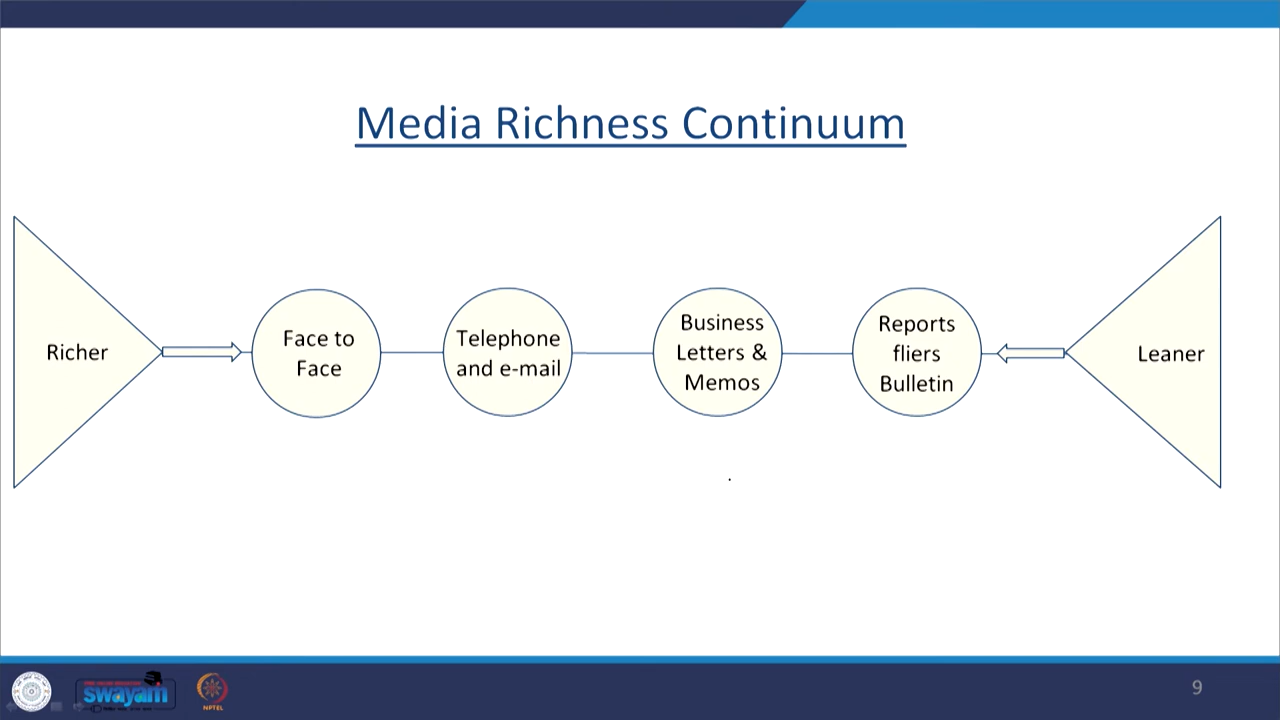 Media Richness Continuum
Richer
Face to
Face
Telephone
and e-mail
Business
Letters &
Memos
Reports
fliers
Bulletin
Leaner
swayam
NPTEL
9